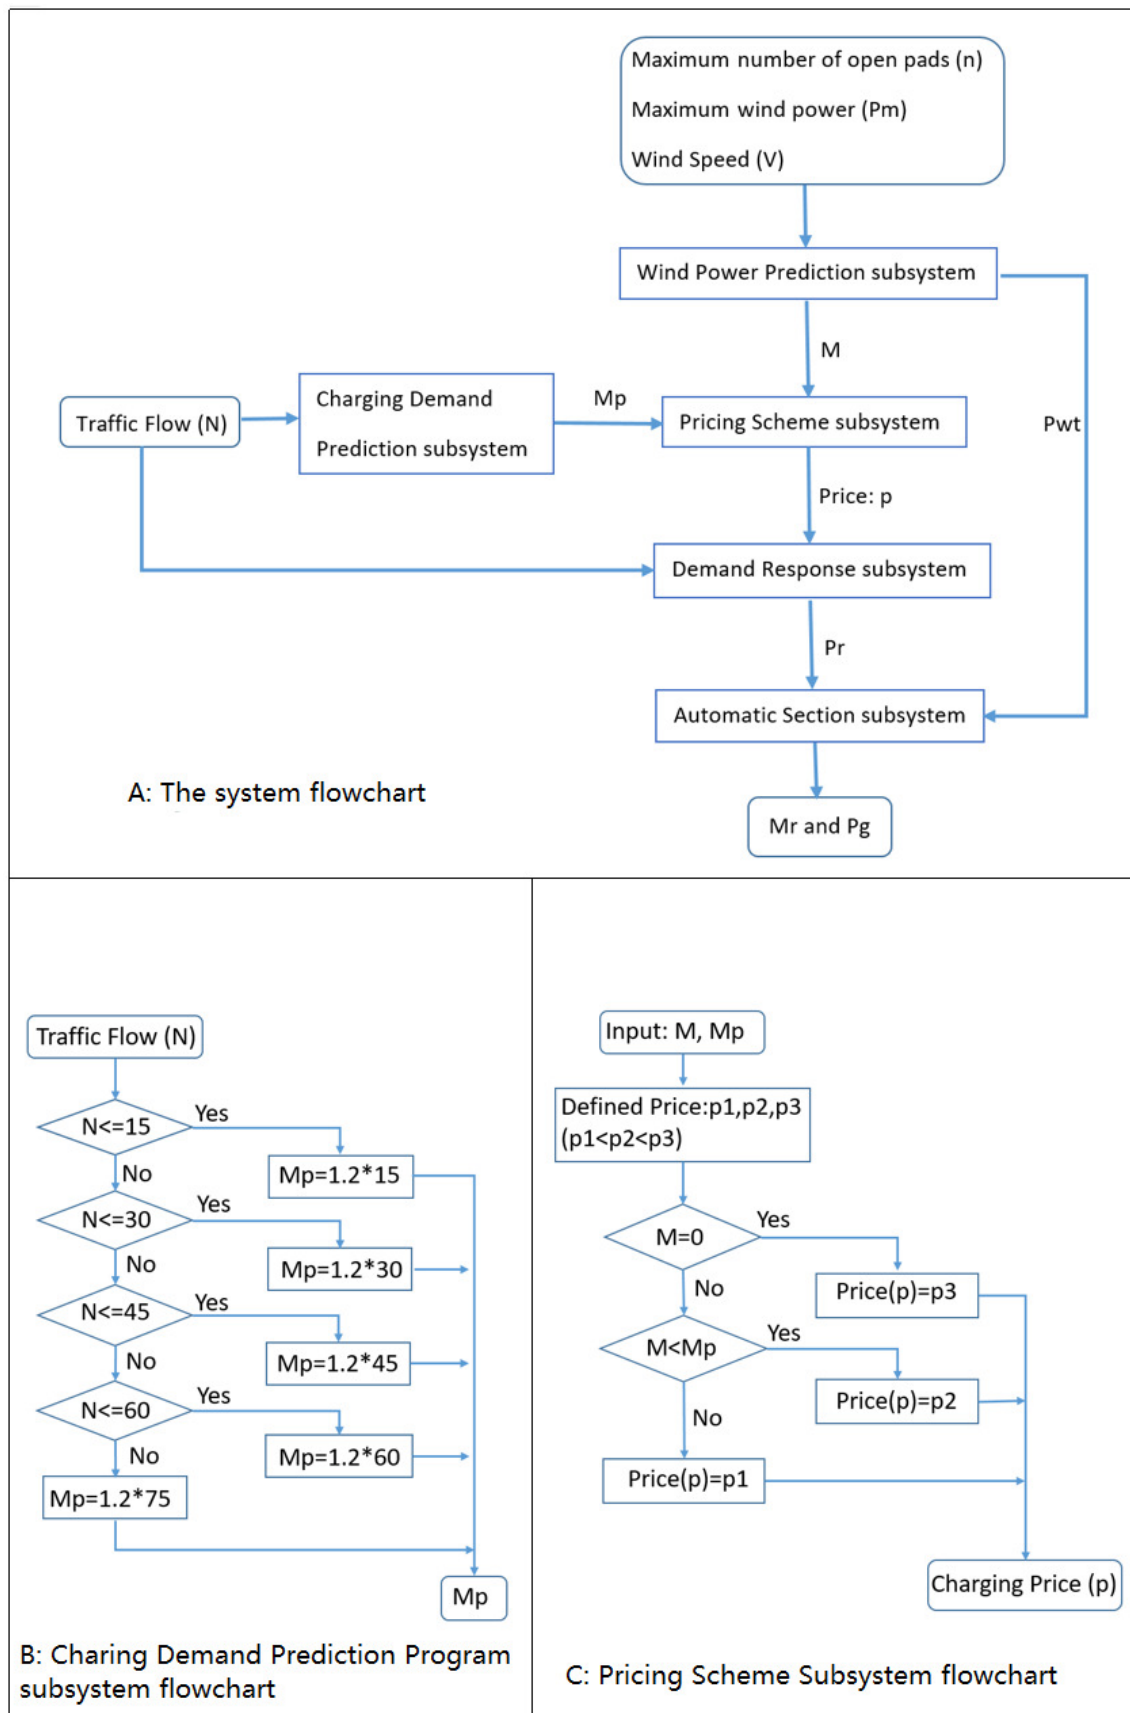 Maximum number of open pads (n)
Maximum wind power (Pm)
Wind Speed (V)
Wind Power Prediction subsystem
M
Charging Demand
Prediction subsystem
Mp
Traffic Flow (N)
Pricing Scheme subsystem
Pwt
Price: p
Demand Response subsystem
Pr
Automatic Section subsystem
A: The system flowchart
Mr and Pg
Traffic Flow (N)
N<=15
Yes
Mp=1.2*15
No
N<=30
Yes
Mp=1.2*30
No
N<=45
Yes
Mp=1.2*45
No
N<=60
Yes
Mp=1.2*60
No
Mp=1.2*75
Mp
B: Charing Demand Prediction Program
subsystem flowchart
Input: M, Mp
Defined Price:p1,p2,p3
(p1<p2<p3)
M=0
Yes
Price(p)=p3
No
M<Mp
Yes
Price(p)=p2
No
Price(p)=p1
Charging Price (p)
C: Pricing Scheme Subsystem flowchart